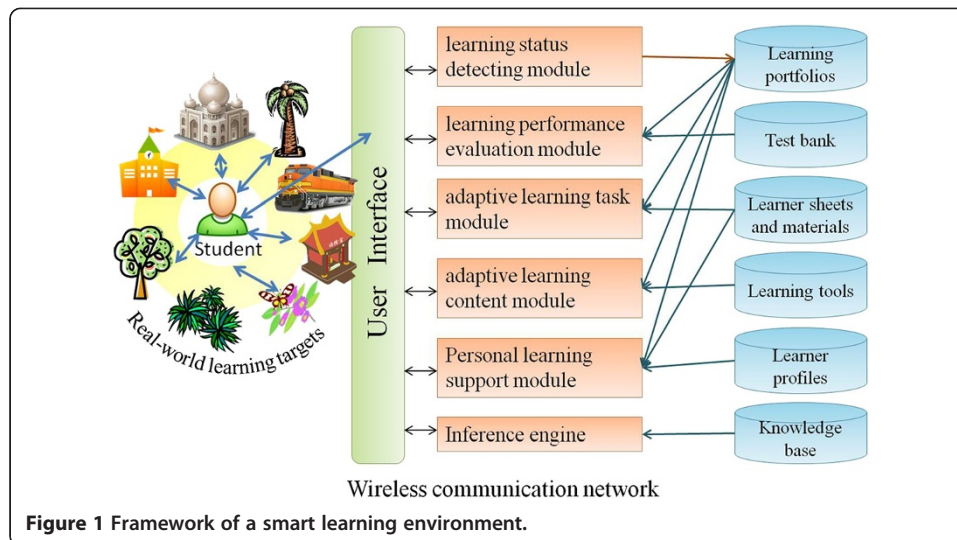 learning status
detecting module
Learning
portfolios
learning performance
evaluation module
Test bank
adaptive learning task
module
Learner sheets
and materials
Student
User Interface
adaptive learning
content module
Learning tools
Real-world learning targets
Personal learning
support module
Learner
profiles
Inference engine
Knowledge
base
Wireless communication network
Figure 1 Framework of a smart learning environment.